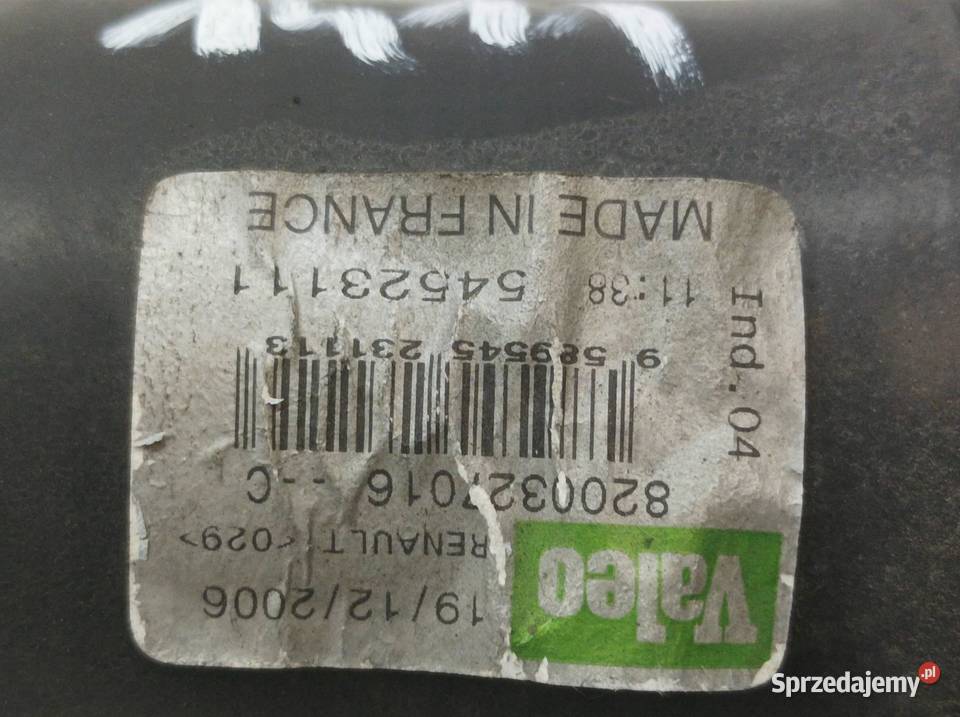 Valeo
19/12/2006
RENAULT <029>
8200327016 --C
9 589545 231113
Ind.04
11:38 54523111
MADE IN FRANCE
Sprzedajemy.pl